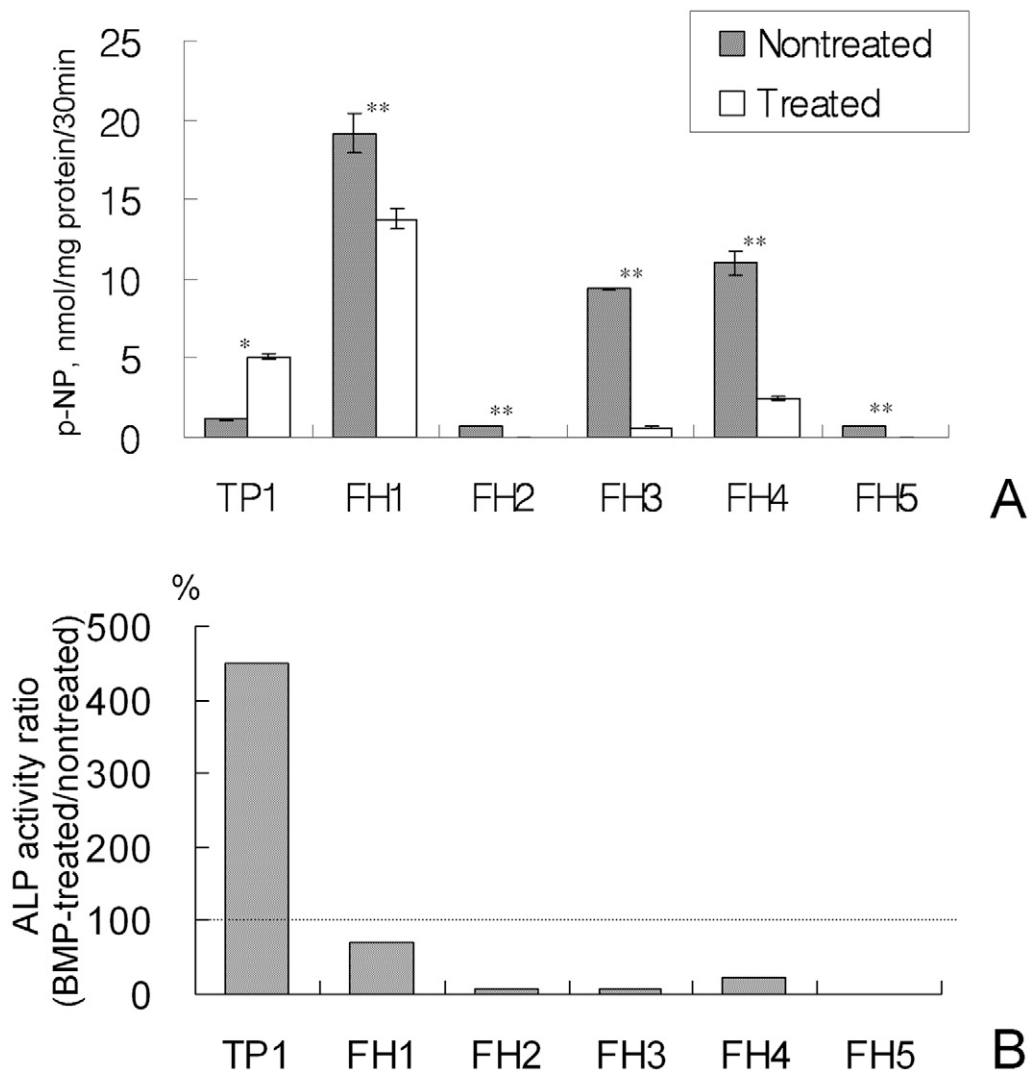 p-NP, nmol/mg protein/30min
25
20
15
10
5
0
Nontreated
Treated
*
**
**
**
**
**
TP1 FH1 FH2 FH3 FH4 FH5
A
%
ALP activity ratio
(BMP-treated/nontreated)
500
400
300
200
100
0
TP1 FH1 FH2 FH3 FH4 FH5
B